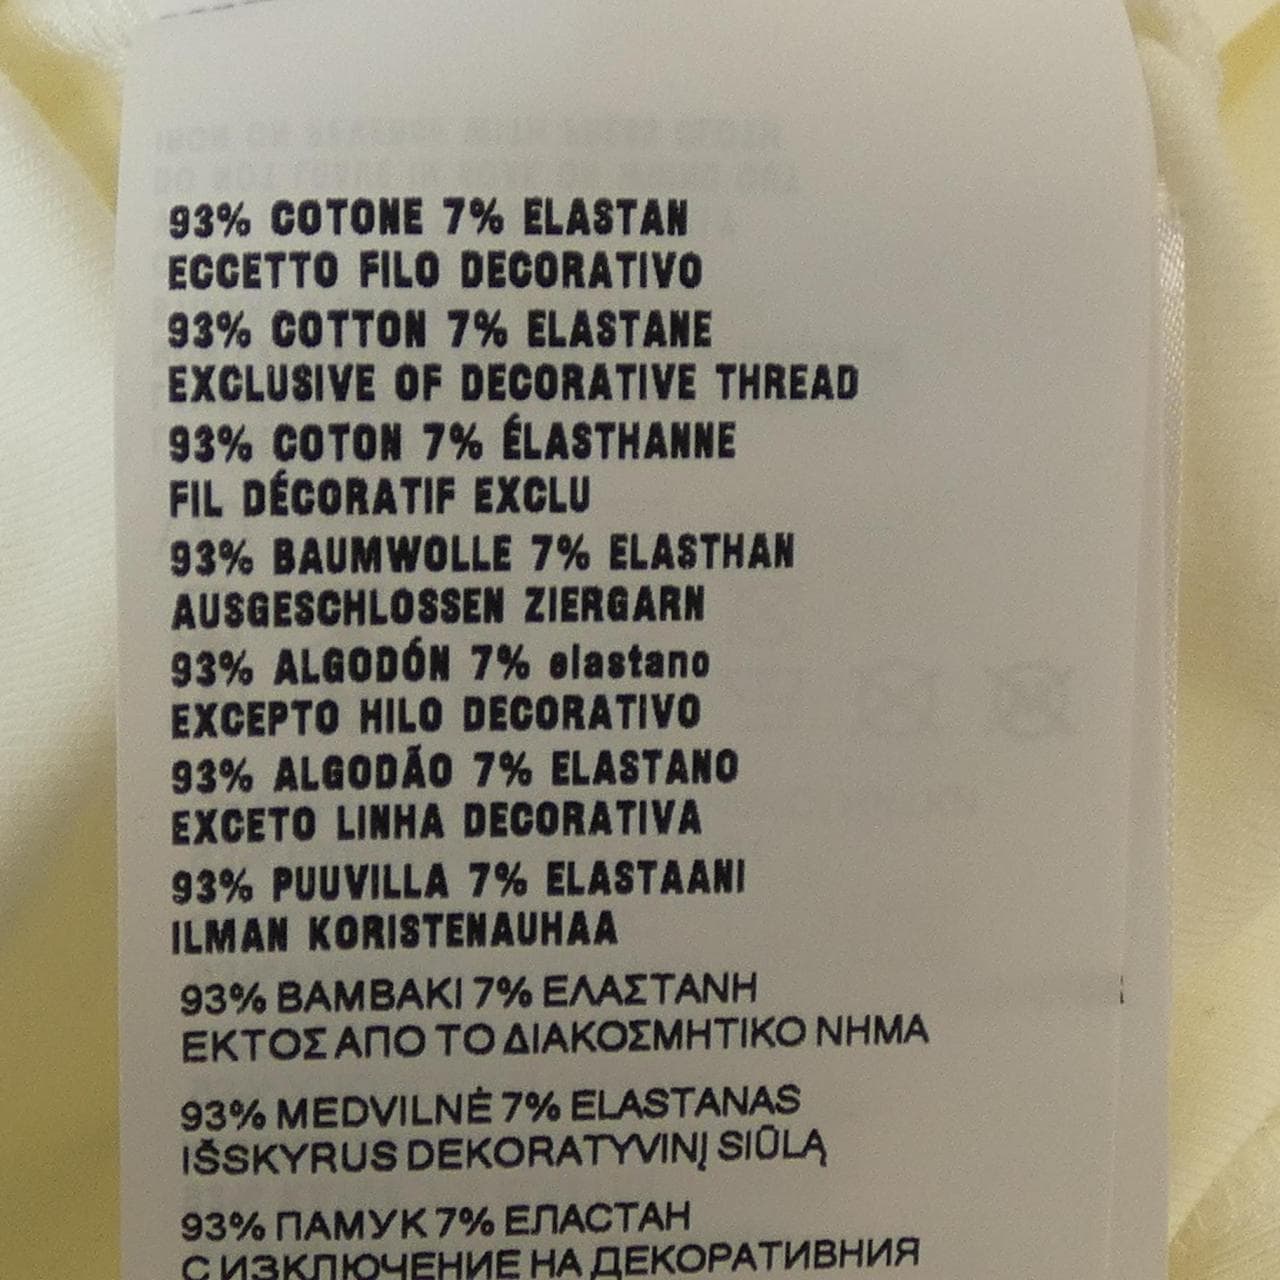 93% COTONE 7% ELASTAN
ECCETTO FILO DECORATIVO
93% COTTON 7% ELASTANE
EXCLUSIVE OF DECORATIVE THREAD
93% COTON 7% ÉLASTHANNE
FIL DÉCORATIF EXCLU
93% BAUMWOLLE 7% ELASTHAN
AUSGESCHLOSSEN ZIERGARN
93% ALGODÓN 7% elastano
EXCEPTO HILO DECORATIVO
93% ALGODÃO 7% ELASTANO
EXCETO LINHA DECORATIVA
93% PUUVILLA 7% ELASTAANI
ILMAN KORISTENAUHAA
93% ΒΑΜΒΑΚΙ 7% ΕΛΑΣΤΑΝΗ
ΕΚΤΟΣ ΑΠΟ ΤΟ ΔΙΑΚΟΣΜΗΤΙΚΟ ΝΗΜΑ
93% MEDVILNĖ 7% ELASTANAS
IŠSKYRUS DEKORATYVINĮ SIŪLĄ
93% ПАМУК 7% ЕЛАСТАН
С ИЗКЛЮЧЕНИЕ НА ДЕКОРАТИВНИЯ